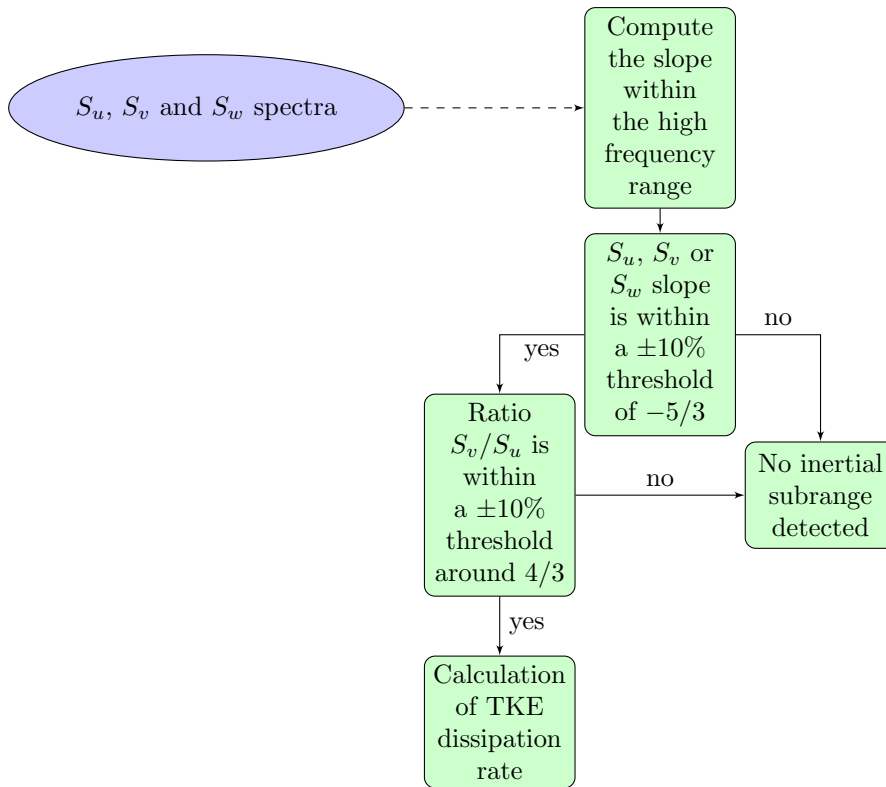 Compute
the slope
within
the high
frequency
range
$S_u$, $S_v$ and $S_w$ spectra
$S_u$, $S_v$ or
$S_w$ slope
is within
a ±10%
threshold
of −5/3
no
yes
Ratio
$S_v/S_u$ is
within
a ±10%
threshold
around 4/3
no
No inertial
subrange
detected
yes
Calculation
of TKE
dissipation
rate